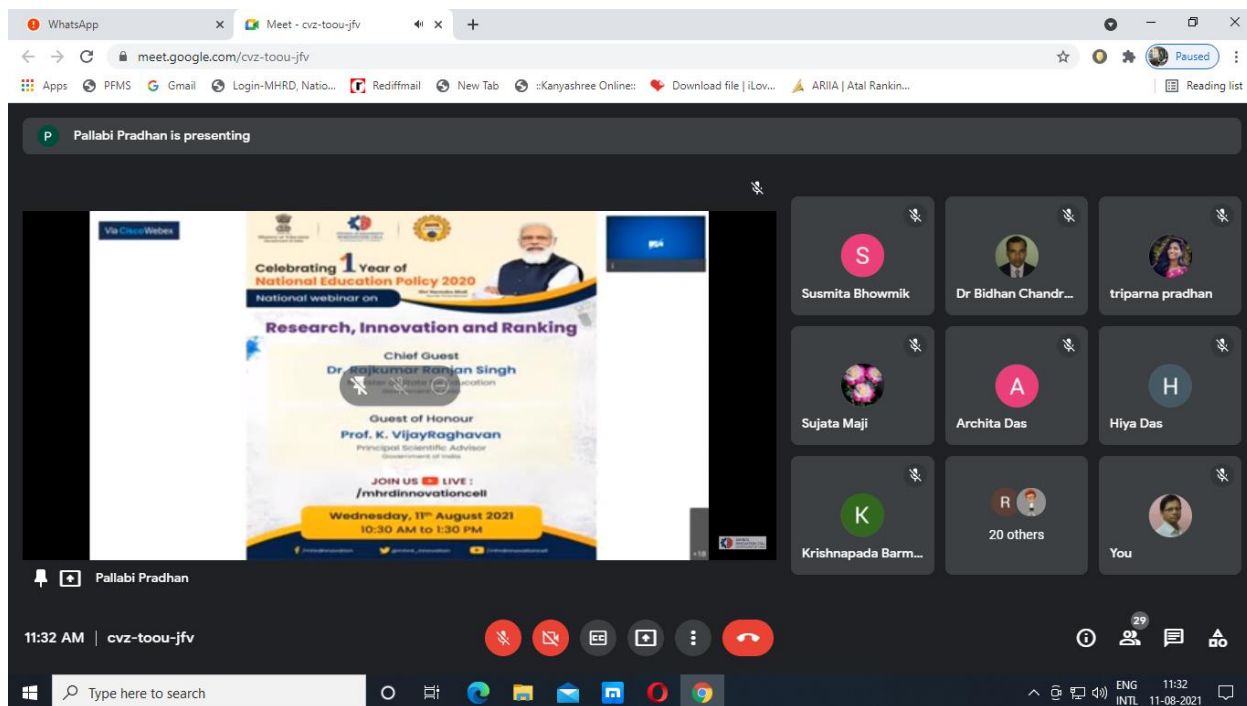 WhatsApp
Meet - cvz-toou-jfv
meet.google.com/cvz-toou-jfv
Paused
Apps
PFMS
Gmail
Login-MHRD, Natio...
Rediffmail
New Tab
::Kanyashree Online::
Download file | iLov...
ARIIA | Atal Rankin...
Reading list
P
Pallabi Pradhan is presenting
Via Cisco Webex
Celebrating 1 Year of
National Education Policy 2020
National webinar on
Research, Innovation and Ranking
Chief Guest
Dr. Rajkumar Ranjan Singh
Guest of Honour
Prof. K. VijayRaghavan
Principal Scientific Advisor
Government of India
JOIN US LIVE :
/mhrdinnovationcell
Wednesday, 11th August 2021
10:30 AM to 1:30 PM
+18
S
Susmita Bhowmik
Dr Bidhan Chandr...
triparna pradhan
Sujata Maji
A
Archita Das
H
Hiya Das
K
Krishnapada Barm...
R
20 others
You
Pallabi Pradhan
11:32 AM | cvz-toou-jfv
29
Type here to search
ENG
INTL
11:32
11-08-2021